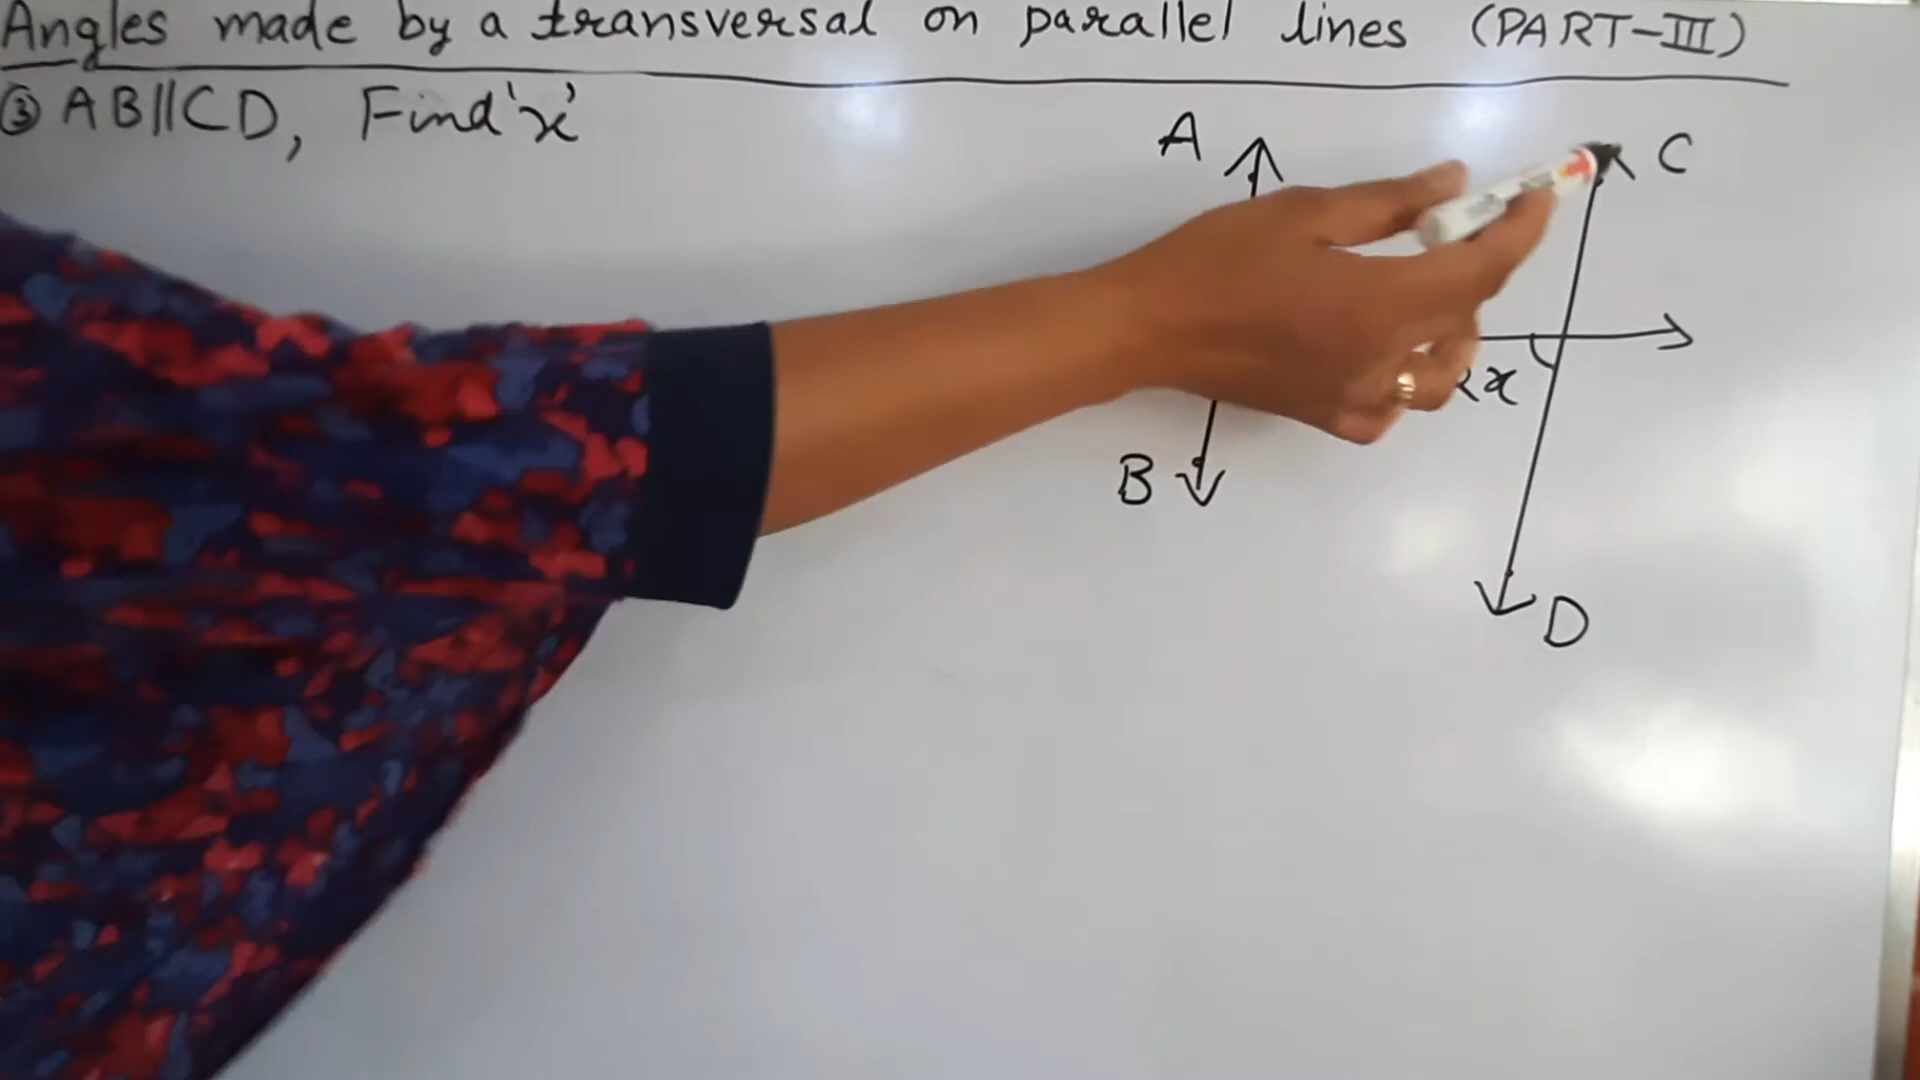 Angles made by a transversal on parallel lines (PART-III)
③ AB||CD, Find 'x'
A
C
x
B
D